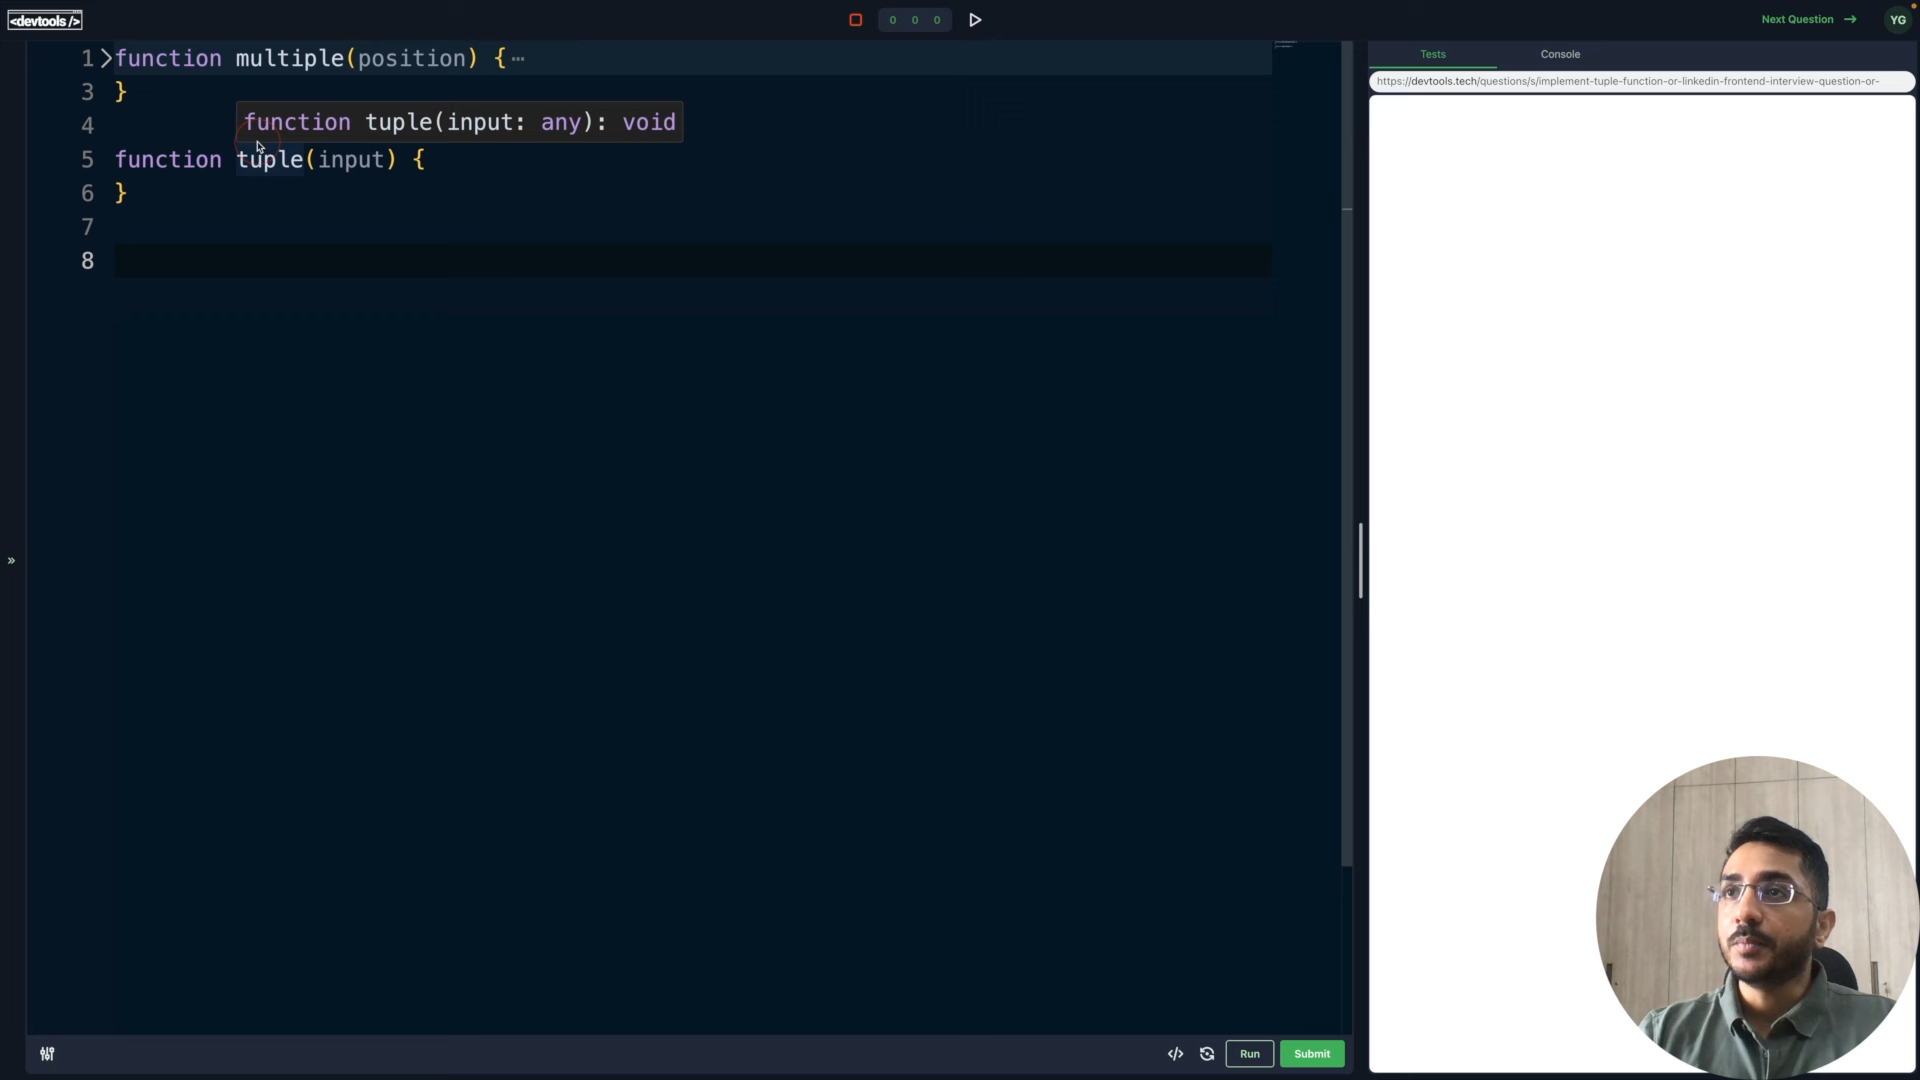 <devtools />
0 0 0
Next Question →
YG
1 function multiple(position) {⋯
3 }
4
function tuple(input: any): void
5 function tuple(input) {
6 }
7
8
Tests Console
https://devtools.tech/questions/s/implement-tuple-function-or-linkedin-frontend-interview-question-or-
»
</>
Run
Submit